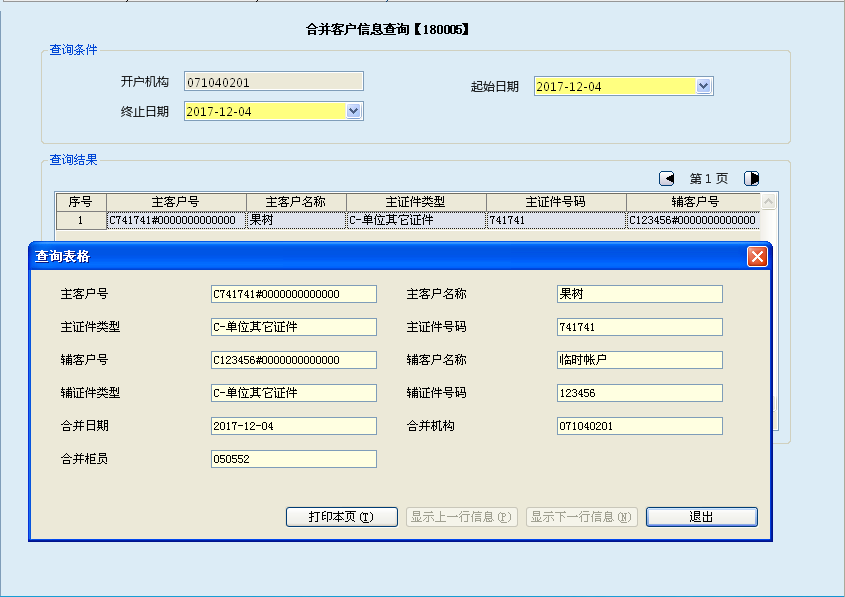 合并客户信息查询【180005】
查询条件
开户机构 071040201 起始日期 2017-12-04
终止日期 2017-12-04
查询结果
第 1 页
序号 主客户号 主客户名称 主证件类型 主证件号码 辅客户号
1 C741741#0000000000000 果树 C-单位其它证件 741741 C123456#0000000000000
查询表格
主客户号 C741741#0000000000000 主客户名称 果树
主证件类型 C-单位其它证件 主证件号码 741741
辅客户号 C123456#0000000000000 辅客户名称 临时帐户
辅证件类型 C-单位其它证件 辅证件号码 123456
合并日期 2017-12-04 合并机构 071040201
合并柜员 050552
打印本页(T) 显示上一行信息(P) 显示下一行信息(N) 退出